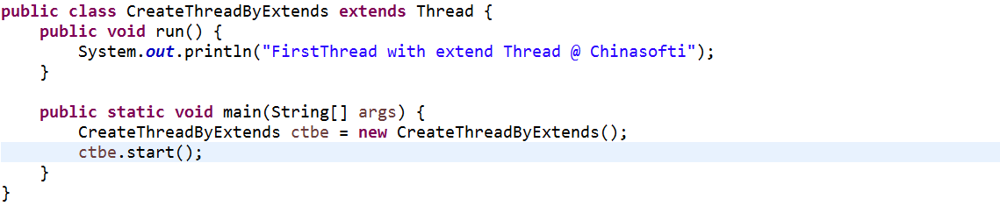 public class CreateThreadByExtends extends Thread {
    public void run() {
        System.out.println("FirstThread with extend Thread @ Chinasofti");
    }

    public static void main(String[] args) {
        CreateThreadByExtends ctbe = new CreateThreadByExtends();
        ctbe.start();
    }
}